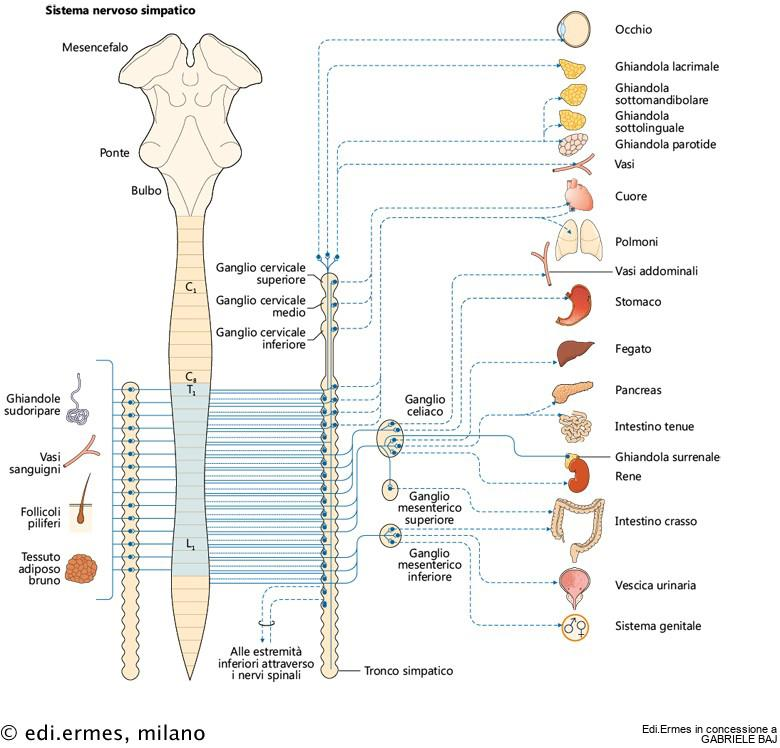 Sistema nervoso simpatico
Mesencefalo
Ponte
Bulbo
C1
C8
T1
L1
Ghiandole
sudoripare
Vasi
sanguigni
Follicoli
piliferi
Tessuto
adiposo
bruno
Ganglio cervicale
superiore
Ganglio cervicale
medio
Ganglio cervicale
inferiore
Ganglio
celiaco
Ganglio
mesenterico
superiore
Ganglio
mesenterico
inferiore
Alle estremità
inferiori attraverso
i nervi spinali
Tronco simpatico
Occhio
Ghiandola lacrimale
Ghiandola
sottomandibolare
Ghiandola
sottolinguale
Ghiandola parotide
Vasi
Cuore
Polmoni
Vasi addominali
Stomaco
Fegato
Pancreas
Intestino tenue
Ghiandola surrenale
Rene
Intestino crasso
Vescica urinaria
Sistema genitale
© edi.ermes, milano
Edi.Ermes in concessione a
GABRIELE BAJ